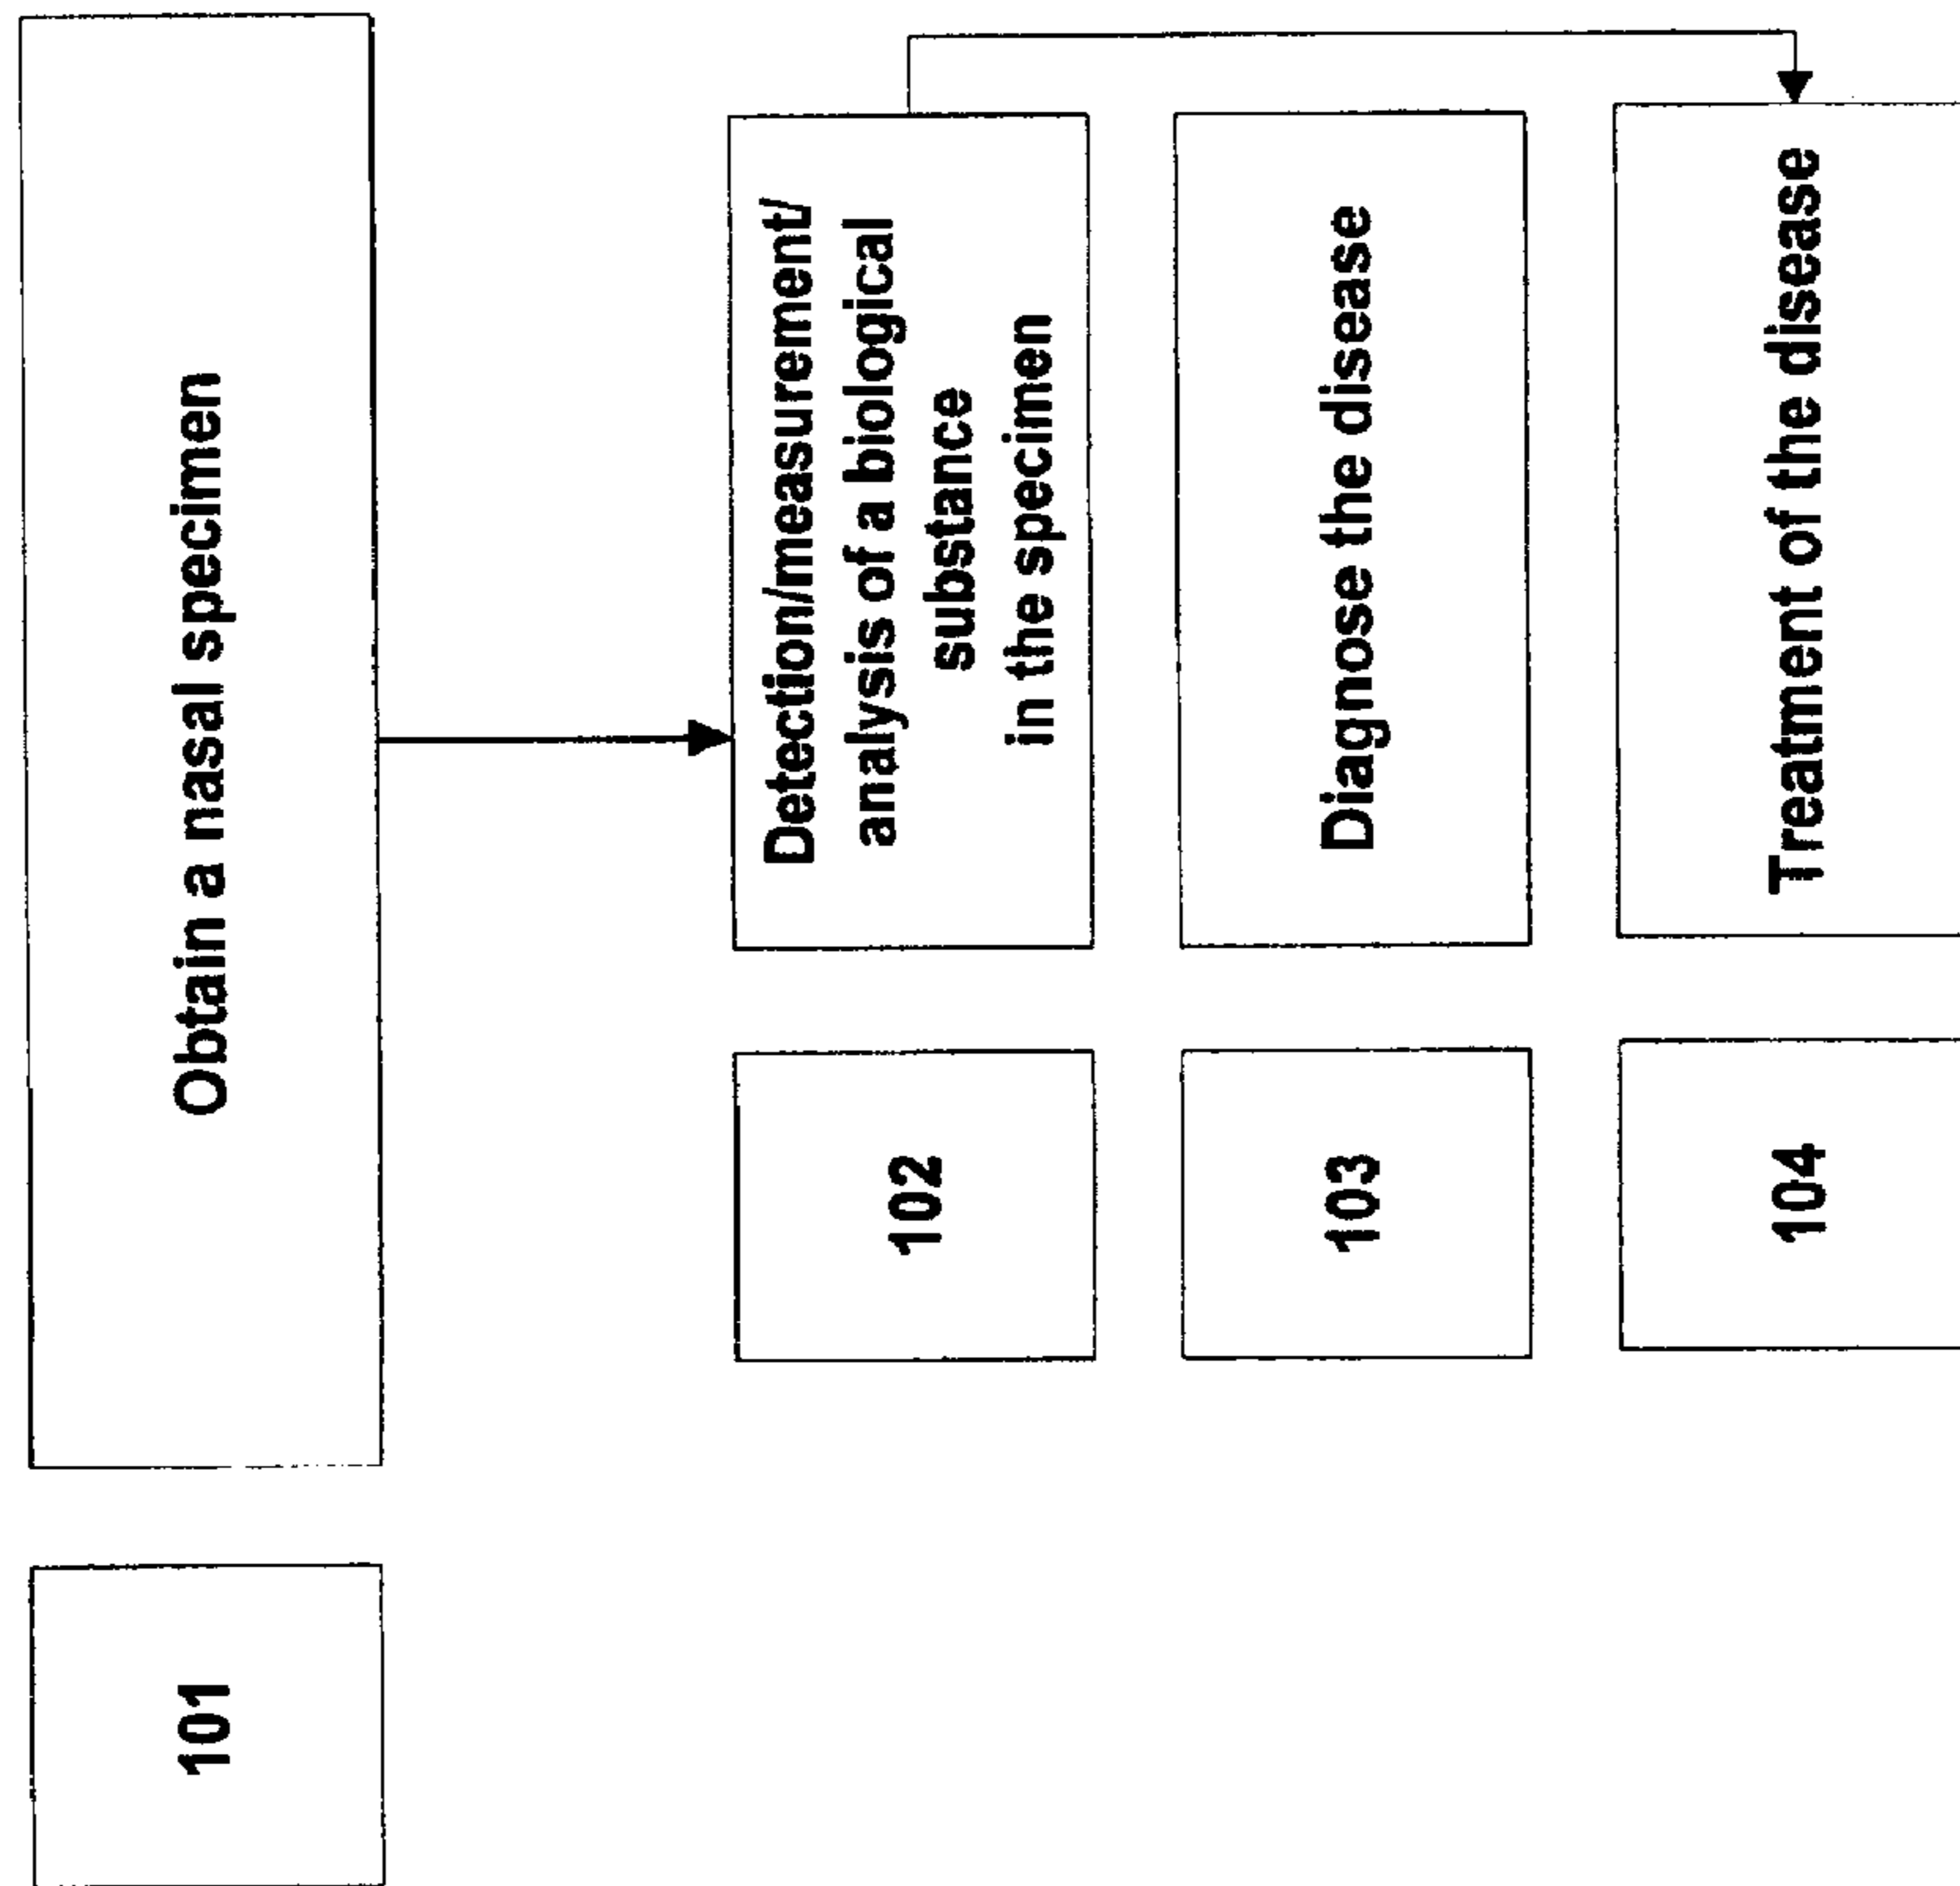 101
Obtain a nasal specimen
102
Detection/measurement/
analysis of a biological
substance
in the specimen
103
Diagnose the disease
104
Treatment of the disease